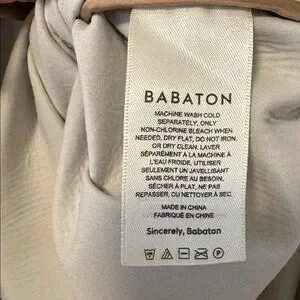 BABATON
MACHINE WASH COLD
SEPARATELY, ONLY
NON-CHLORINE BLEACH WHEN
NEEDED, DRY FLAT, DO NOT IRON,
OR DRY CLEAN. LAVER
SÉPARÉMENT À LA MACHINE À
L'EAU FROIDE, UTILISER
SEULEMENT UN JAVELLISANT
SANS CHLORE AU BESOIN,
SÉCHER À PLAT, NE PAS
REPASSER, OU NETTOYER À SEC.
MADE IN CHINA
FABRIQUÉ EN CHINE
Sincerely, Babaton
P